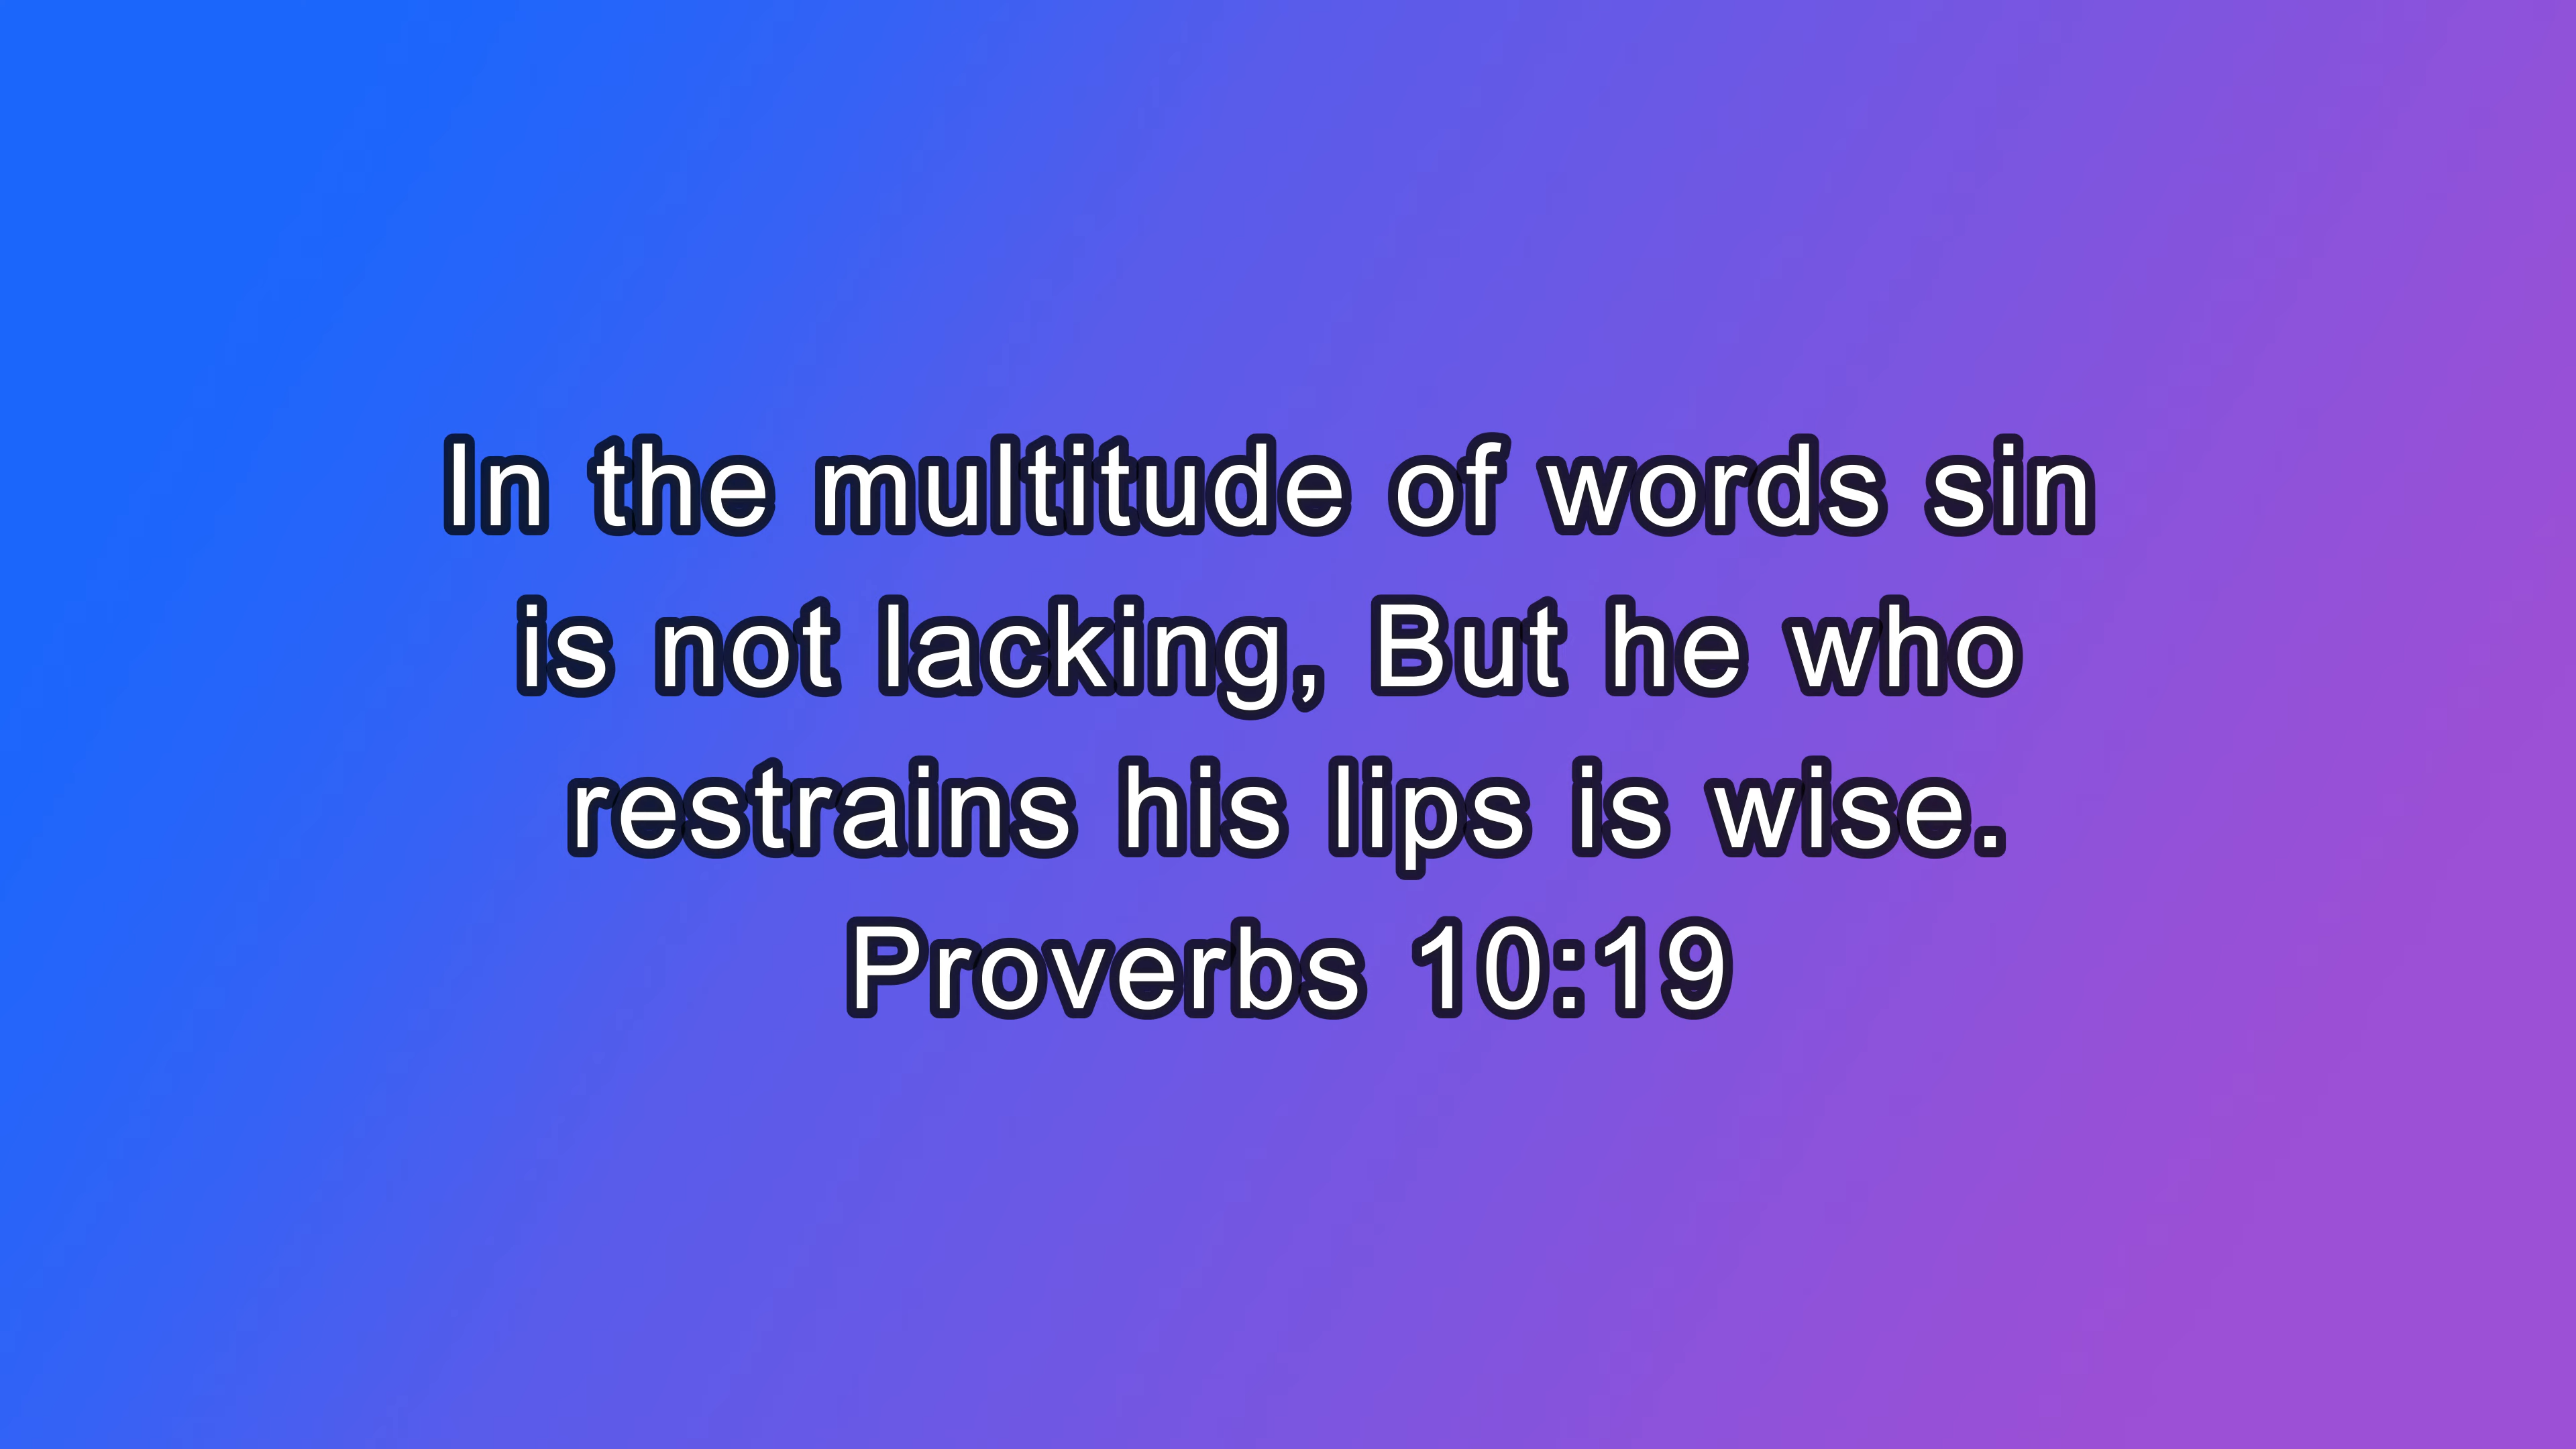 In the multitude of words sin
is not lacking, But he who
restrains his lips is wise.
Proverbs 10:19